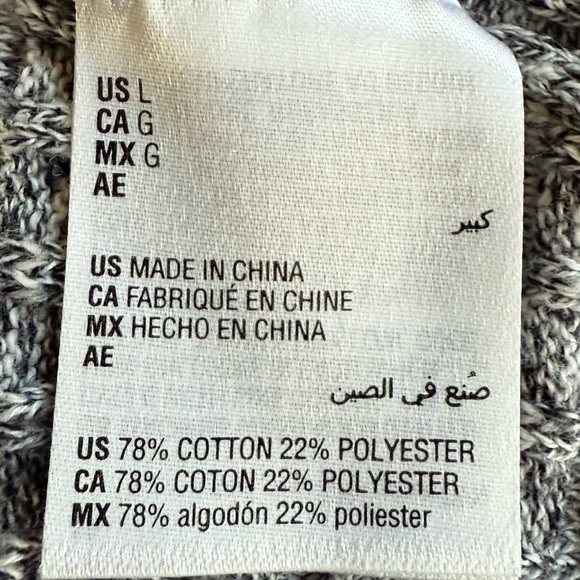 US L
CA G
MX G
AE
كبير
US MADE IN CHINA
CA FABRIQUÉ EN CHINE
MX HECHO EN CHINA
AE
صُنع في الصين
US 78% COTTON 22% POLYESTER
CA 78% COTON 22% POLYESTER
MX 78% algodón 22% poliester